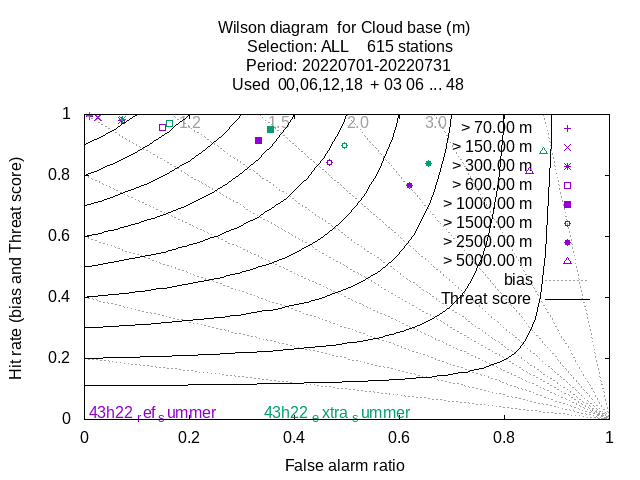 Wilson diagram for Cloud base (m)
Selection: ALL 615 stations
Period: 20220701-20220731
Used 00,06,12,18 + 03 06 ... 48
Hit rate (bias and Threat score)
1
0.8
0.6
0.4
0.2
0
1.2
1.5
2.0
3.0
> 70.00 m
> 150.00 m
> 300.00 m
> 600.00 m
> 1000.00 m
> 1500.00 m
> 2500.00 m
> 5000.00 m
bias
Threat score
43h22refsummer
43h22extrasummer
0 0.2 0.4 0.6 0.8 1
False alarm ratio